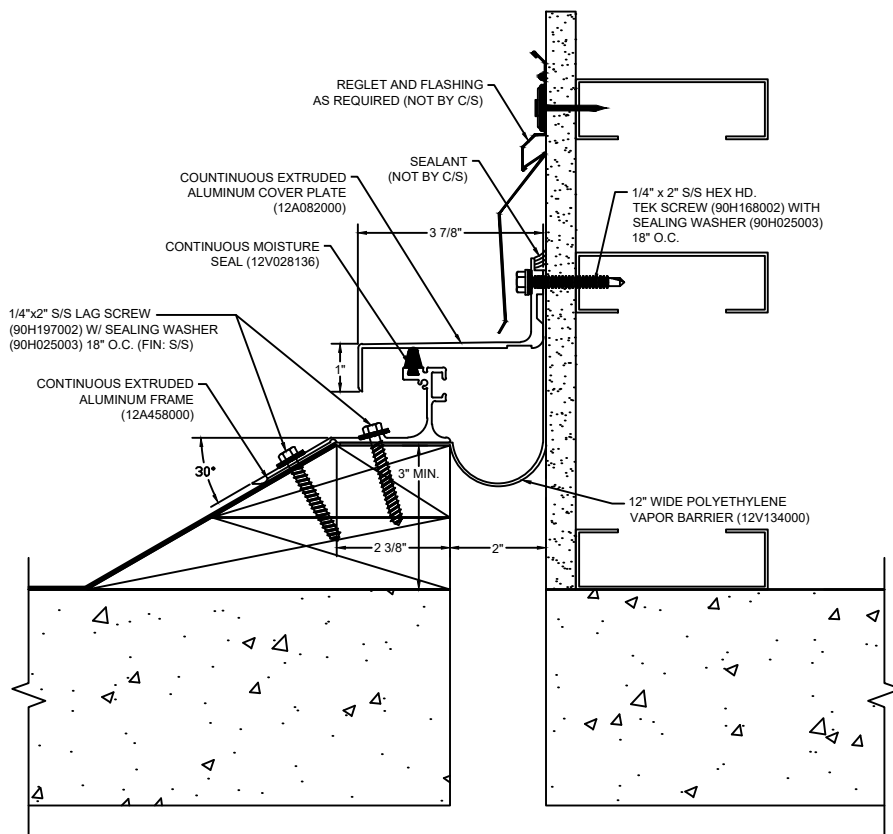 REGLET AND FLASHING
AS REQUIRED (NOT BY C/S)
SEALANT
(NOT BY C/S)
COUNTINUOUS EXTRUDED
ALUMINUM COVER PLATE
(12A082000)
1/4" x 2" S/S HEX HD.
TEK SCREW (90H168002) WITH
SEALING WASHER (90H025003)
18" O.C.
3 7/8"
CONTINUOUS MOISTURE
SEAL (12V028136)
1/4"x2" S/S LAG SCREW
(90H197002) W/ SEALING WASHER
(90H025003) 18" O.C. (FIN: S/S)
1"
CONTINUOUS EXTRUDED
ALUMINUM FRAME
(12A458000)
30°
3" MIN.
12" WIDE POLYETHYLENE
VAPOR BARRIER (12V134000)
2 3/8"
2"